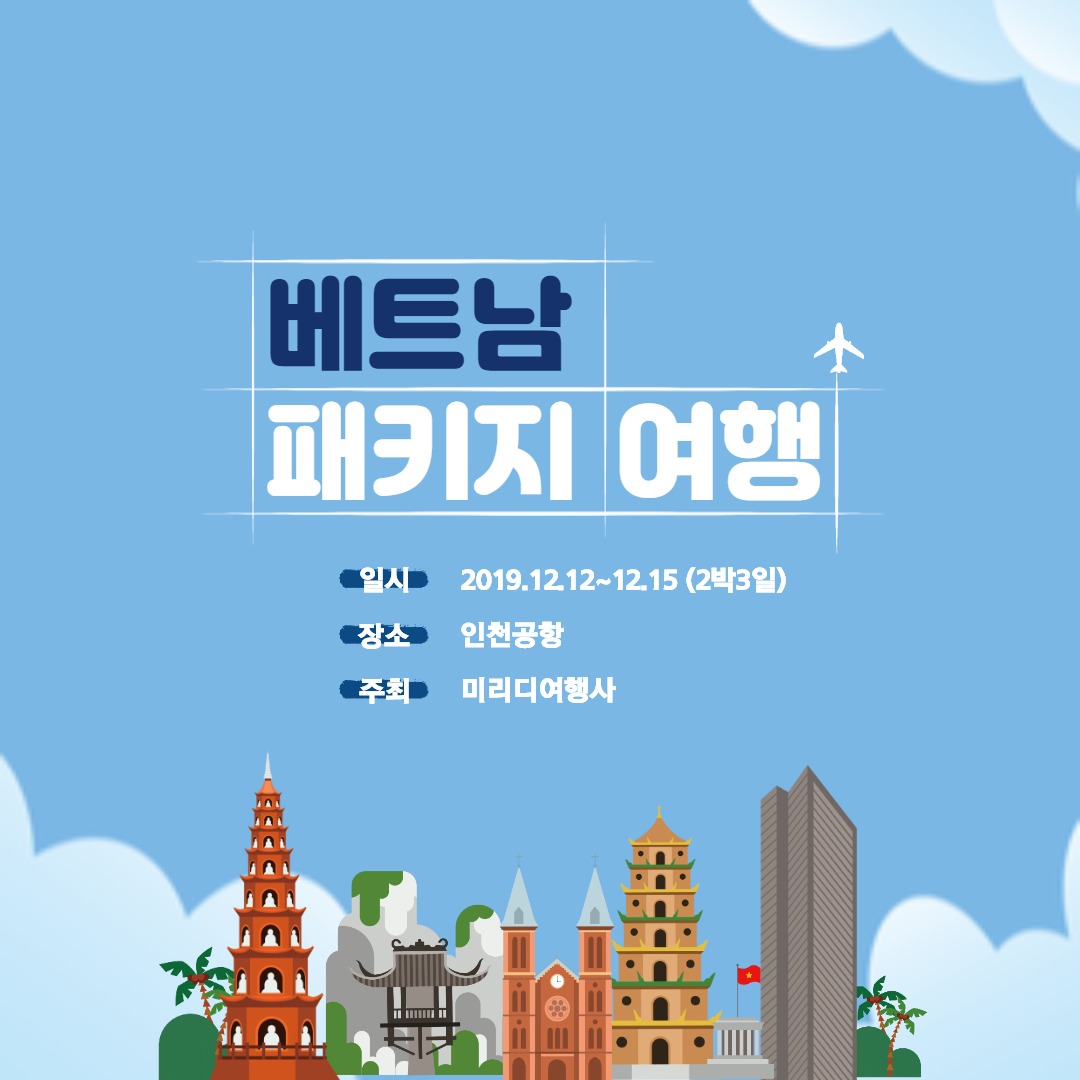 베트남
패키지 여행
일시 2019.12.12~12.15 (2박3일)
장소 인천공항
주최 미리디여행사